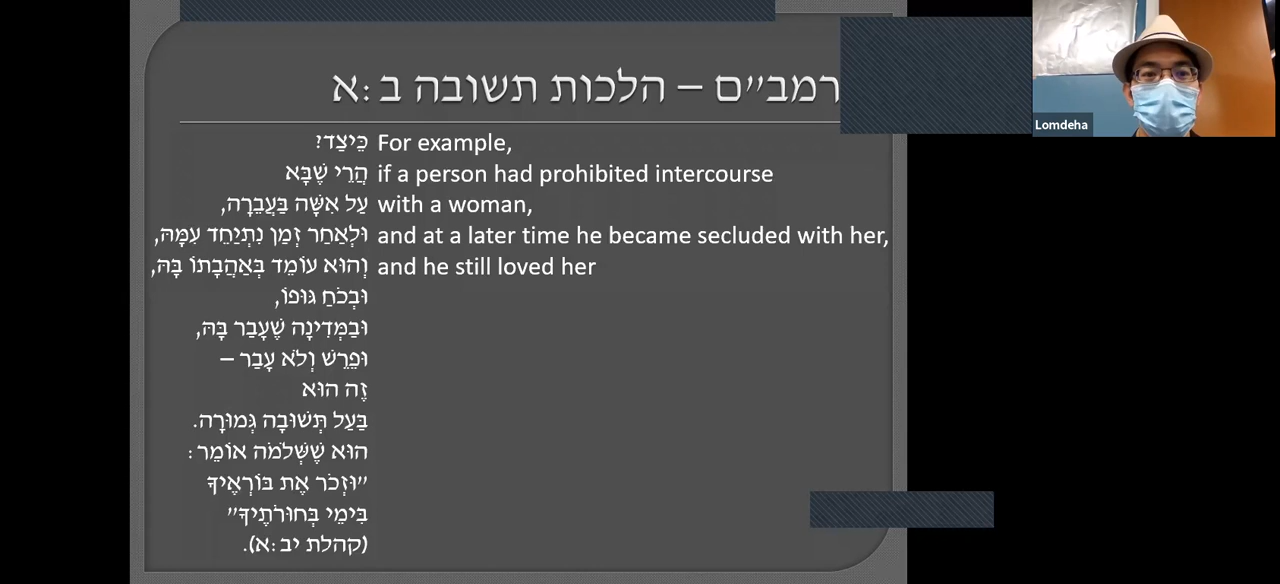 רמב״ם – הלכות תשובה ב:א
כֵּיצַד?
For example,
הֲרֵי שֶׁבָּא
if a person had prohibited intercourse
עַל אִשָּׁה בַּעֲבֵרָה,
with a woman,
וּלְאַחַר זְמַן נִתְיַחֵד עִמָּהּ,
and at a later time he became secluded with her,
וְהוּא עוֹמֵד בְּאַהֲבָתוֹ בָּהּ,
and he still loved her
וּבְכֹחַ גּוּפוֹ,
וּבַמְּדִינָה שֶׁעָבַר בָּהּ,
וּפֵרֵשׁ וְלֹא עָבַר –
זֶה הוּא
בַּעַל תְּשׁוּבָה גְּמוּרָה.
הוּא שֶׁשְּׁלֹמֹה אוֹמֵר:
״וּזְכֹר אֶת בּוֹרְאֶיךָ
בִּימֵי בְּחוּרֹתֶיךָ״
(קהלת יב:א).
Lomdeha